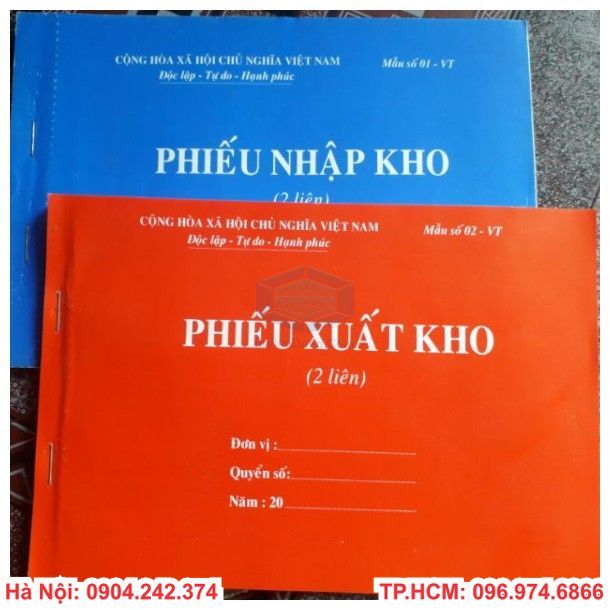 CỘNG HÒA XÃ HỘI CHỦ NGHĨA VIỆT NAM
Độc lập - Tự do - Hạnh phúc
Mẫu số 01 - VT
PHIẾU NHẬP KHO
(2 liên)
CỘNG HÒA XÃ HỘI CHỦ NGHĨA VIỆT NAM
Độc lập - Tự do - Hạnh phúc
Mẫu số 02 - VT
PHIẾU XUẤT KHO
(2 liên)
Đơn vị :
Quyển số:
Năm : 20
Hà Nội: 0904.242.374
TP.HCM: 096.974.6866